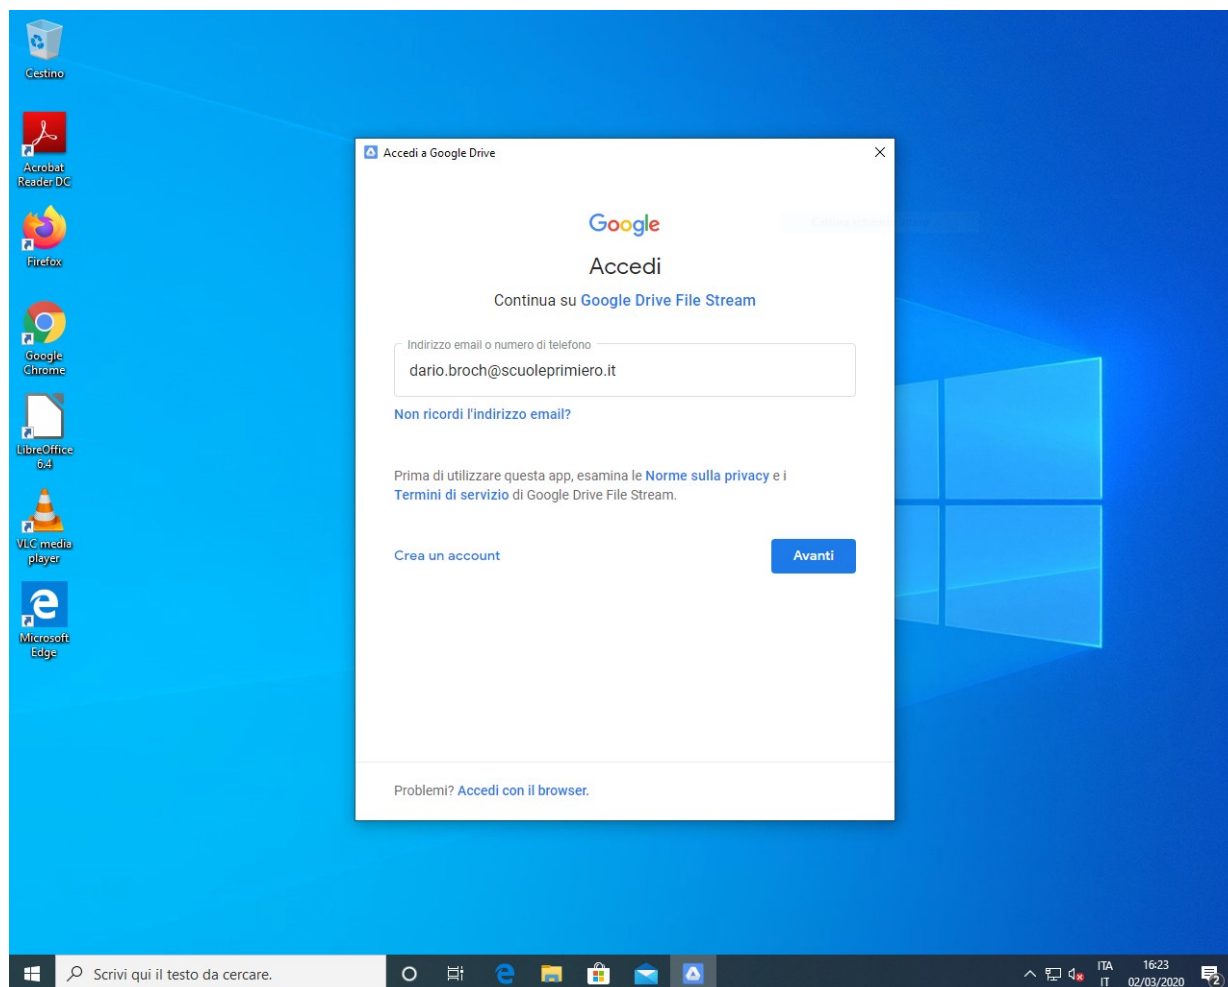 Cestino
Acrobat
Reader DC
Firefox
Google
Chrome
LibreOffice
6.4
VLC media
player
Microsoft
Edge
Accedi a Google Drive
Google
Accedi
Continua su Google Drive File Stream
Indirizzo email o numero di telefono
dario.broch@scuoleprimiero.it
Non ricordi l'indirizzo email?
Prima di utilizzare questa app, esamina le Norme sulla privacy e i
Termini di servizio di Google Drive File Stream.
Crea un account
Avanti
Problemi? Accedi con il browser.
Scrivi qui il testo da cercare.
ITA
IT
16:23
02/03/2020
2